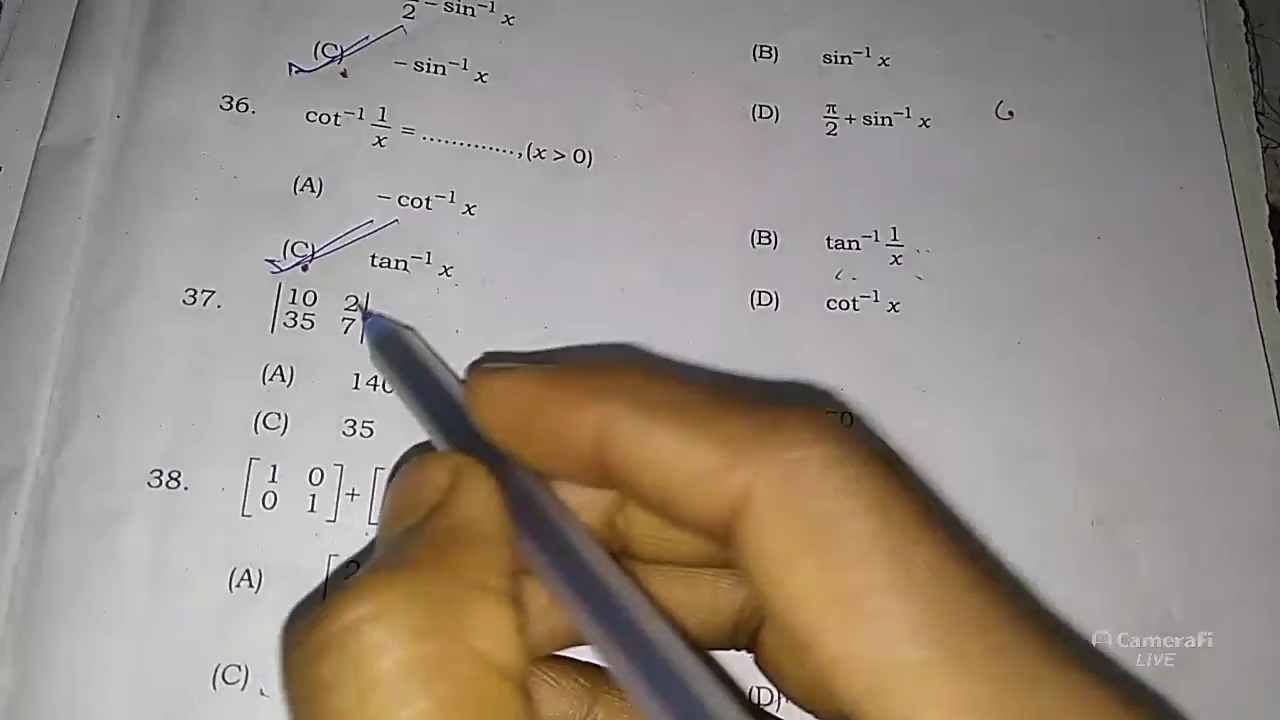 π/2 − sin⁻¹ x
(B) sin⁻¹ x
(C) − sin⁻¹ x
(D) π/2 + sin⁻¹ x
36. cot⁻¹ 1/x = .............,(x > 0)
(A) − cot⁻¹ x
(B) tan⁻¹ 1/x
(C) tan⁻¹ x
(D) cot⁻¹ x
37. |10 2|
|35 7|
(A) 140
(C) 35
38. [1 0] + [
[0 1]
(A) [2
(C)
(D)
CameraFi
LIVE